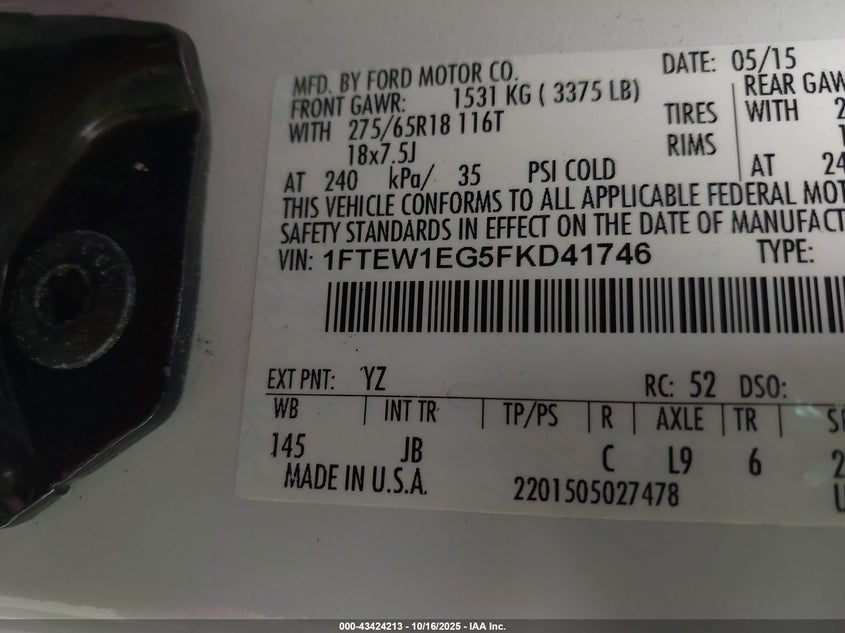 MFD. BY FORD MOTOR CO.
DATE: 05/15
FRONT GAWR: 1531 KG ( 3375 LB)
REAR GAW
WITH 275/65R18 116T
TIRES
WITH 2
18x7.5J
RIMS
1
AT 240 kPa/ 35 PSI COLD
AT 24
THIS VEHICLE CONFORMS TO ALL APPLICABLE FEDERAL MOT
SAFETY STANDARDS IN EFFECT ON THE DATE OF MANUFACT
VIN: 1FTEW1EG5FKD41746
TYPE:
EXT PNT: YZ
RC: 52 DSO:
WB | INT TR | TP/PS | R | AXLE | TR | S
145 JB C L9 6 2
MADE IN U.S.A.
2201505027478
U
000-43424213 - 10/16/2025 - IAA Inc.